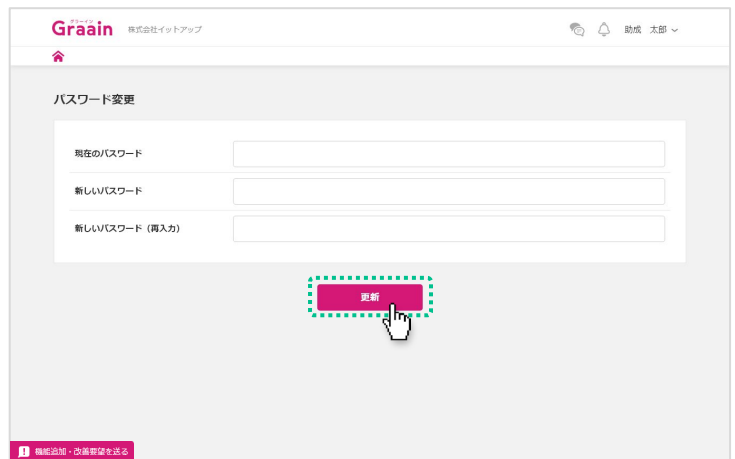 グラーイン
Graain 株式会社イットアップ
助成 太郎
パスワード変更
現在のパスワード
新しいパスワード
新しいパスワード（再入力）
更新
機能追加・改善要望を送る